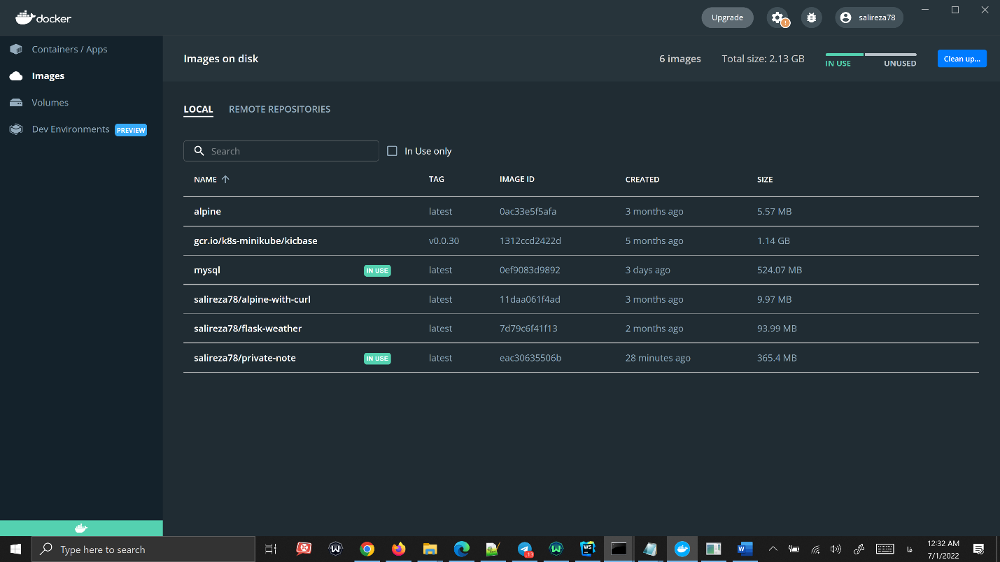 docker
Upgrade
!
salireza78
Containers / Apps
Images
Volumes
Dev Environments PREVIEW
Images on disk
6 images Total size: 2.13 GB IN USE UNUSED Clean up...
LOCAL REMOTE REPOSITORIES
Search In Use only
NAME TAG IMAGE ID CREATED SIZE
alpine latest 0ac33e5f5afa 3 months ago 5.57 MB
gcr.io/k8s-minikube/kicbase v0.0.30 1312ccd2422d 5 months ago 1.14 GB
mysql IN USE latest 0ef9083d9892 3 days ago 524.07 MB
salireza78/alpine-with-curl latest 11daa061f4ad 3 months ago 9.97 MB
salireza78/flask-weather latest 7d79c6f41f13 2 months ago 93.99 MB
salireza78/private-note IN USE latest eac30635506b 28 minutes ago 365.4 MB
Type here to search
W
13
W
WS
W
فا
12:32 AM
7/1/2022